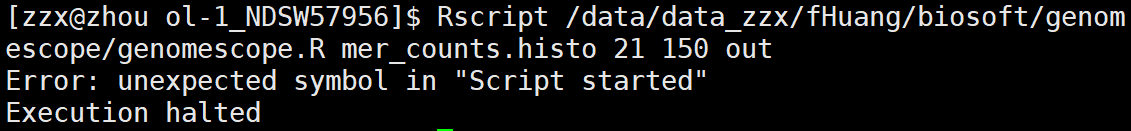 [zzx@zhou ol-1_NDSW57956]$ Rscript /data/data_zzx/fHuang/biosoft/genom
escope/genomescope.R mer_counts.histo 21 150 out
Error: unexpected symbol in "Script started"
Execution halted